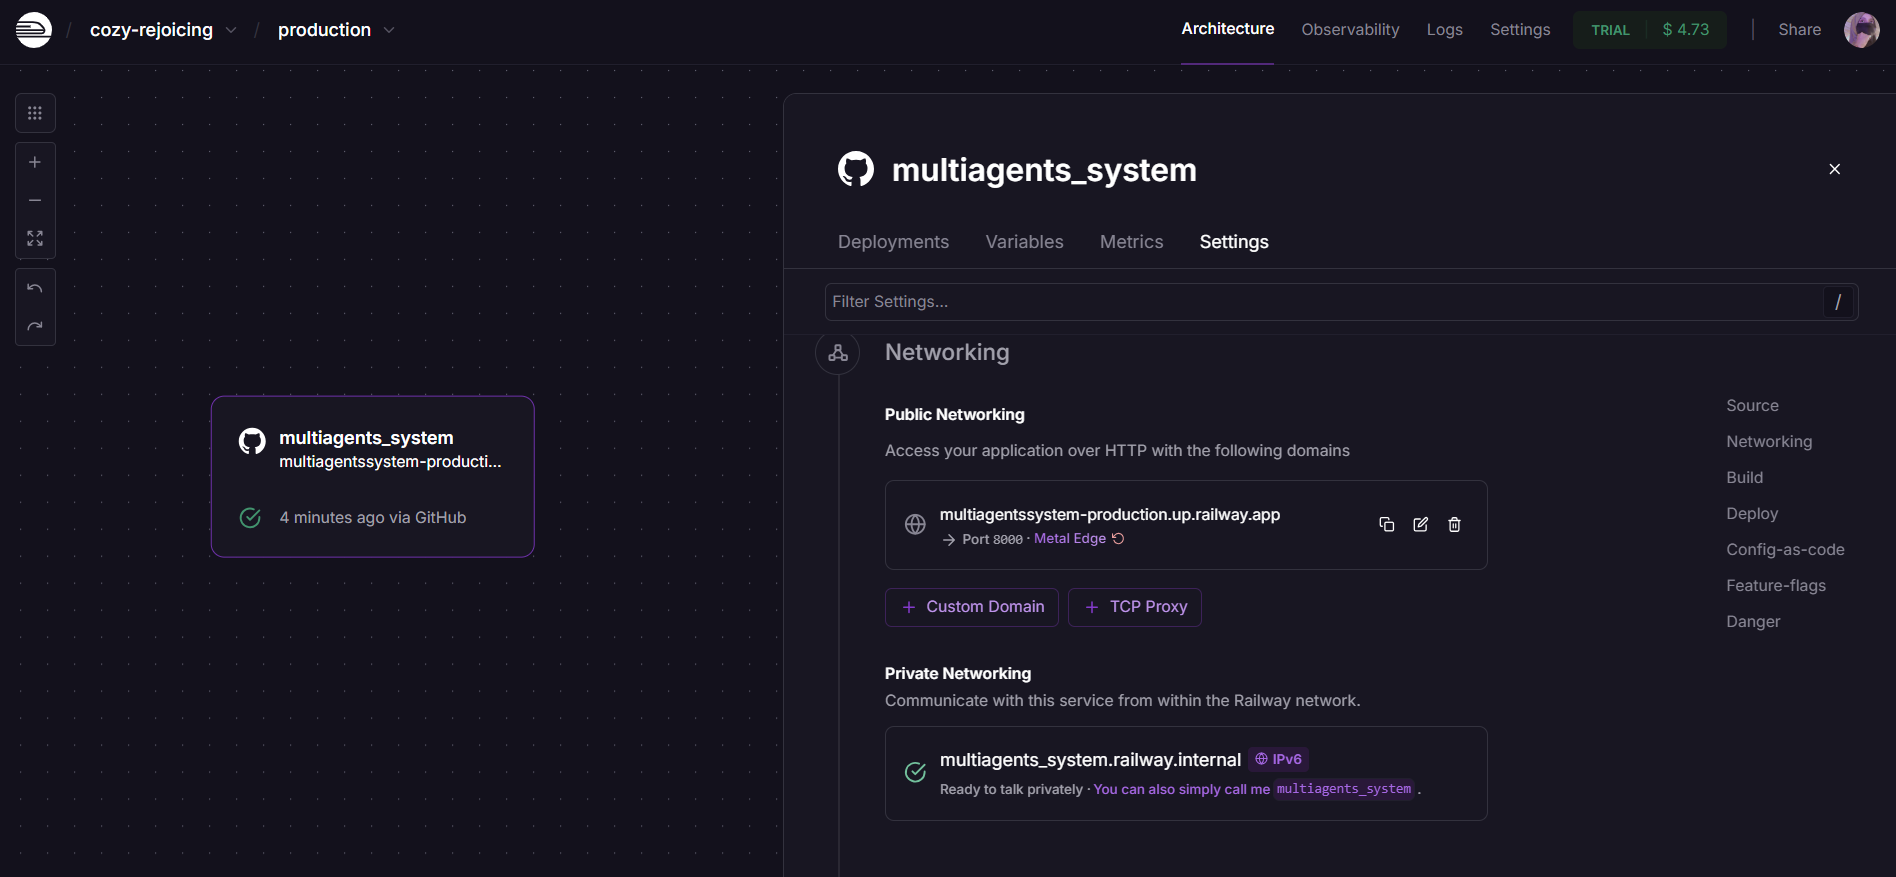 / cozy-rejoicing / production
Architecture Observability Logs Settings TRIAL $ 4.73 Share
multiagents_system
Deployments Variables Metrics Settings
Filter Settings... /
Networking
Public Networking
Access your application over HTTP with the following domains
multiagentssystem-production.up.railway.app
→ Port 8000 · Metal Edge
+ Custom Domain + TCP Proxy
Private Networking
Communicate with this service from within the Railway network.
multiagents_system.railway.internal IPv6
Ready to talk privately · You can also simply call me multiagents_system .
Source
Networking
Build
Deploy
Config-as-code
Feature-flags
Danger
multiagents_system
multiagentssystem-producti...
4 minutes ago via GitHub